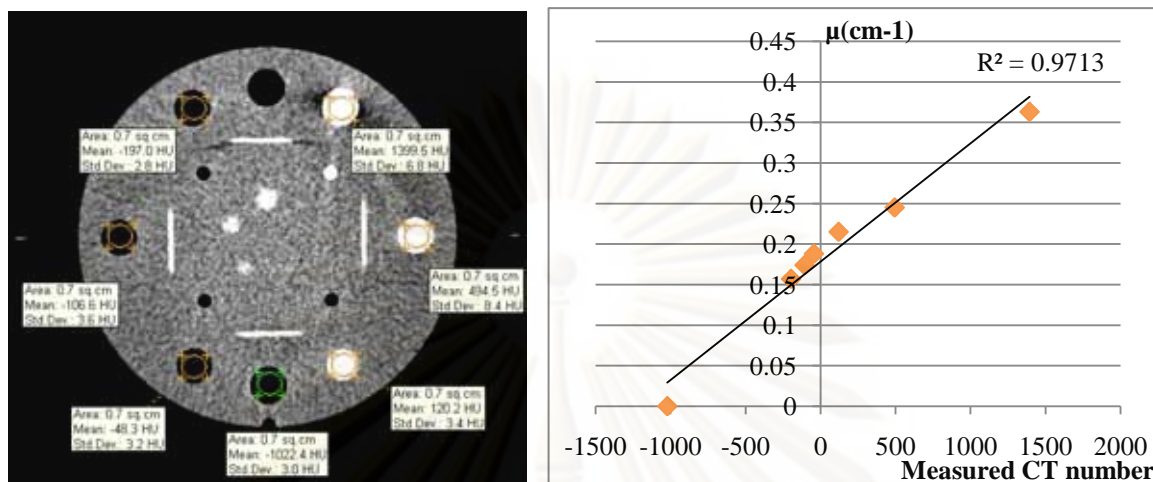 Area: 0.7 sq.cm
Mean: -197.0 HU
Std Dev : 2.8 HU
Area: 0.7 sq.cm
Mean: 1399.5 HU
Std Dev : 6.8 HU
Area: 0.7 sq.cm
Mean: -106.6 HU
Std Dev : 3.6 HU
Area: 0.7 sq.cm
Mean: 494.5 HU
Std Dev : 8.4 HU
Area: 0.7 sq.cm
Mean: -48.3 HU
Std Dev : 3.2 HU
Area: 0.7 sq.cm
Mean: -1022.4 HU
Std Dev : 3.0 HU
Area: 0.7 sq.cm
Mean: 120.2 HU
Std Dev : 3.4 HU
µ(cm-1)
R² = 0.9713
0.45
0.4
0.35
0.3
0.25
0.2
0.15
0.1
0.05
0
-1500 -1000 -500 0 500 1000 1500 2000
Measured CT number